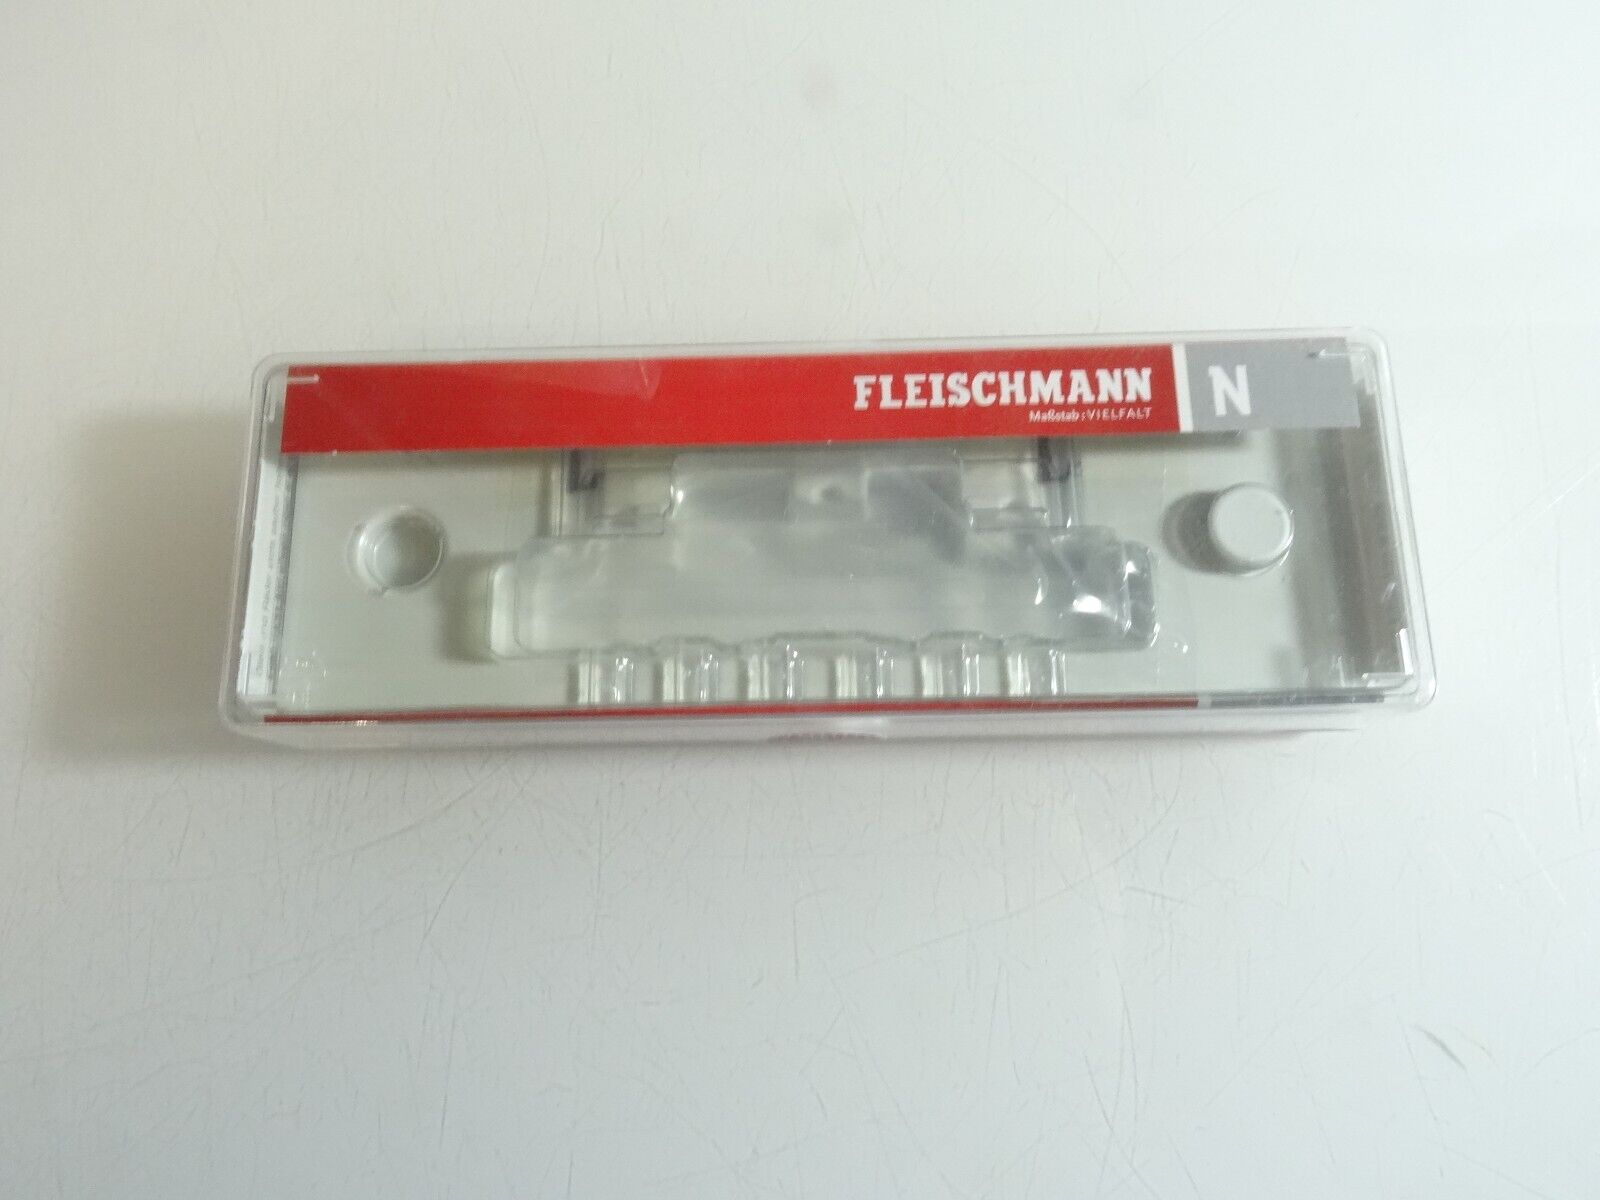 FLEISCHMANN
Maßstab : VIELFALT
N